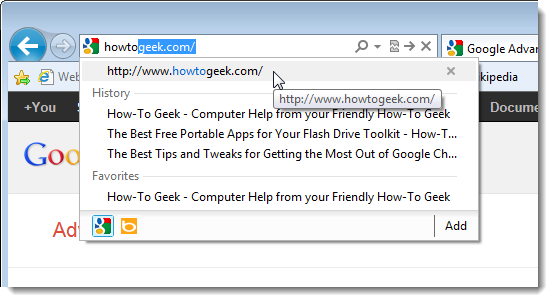 howtogeek.com/
Google Advan
http://www.howtogeek.com/
Web
kipedia
http://www.howtogeek.com/
History
+You
Docume
How-To Geek - Computer Help from your Friendly How-To Geek
The Best Free Portable Apps for Your Flash Drive Toolkit - How-T...
Goo
The Best Tips and Tweaks for Getting the Most Out of Google Ch...
Favorites
How-To Geek - Computer Help from your Friendly How-To Geek
Adv
Add